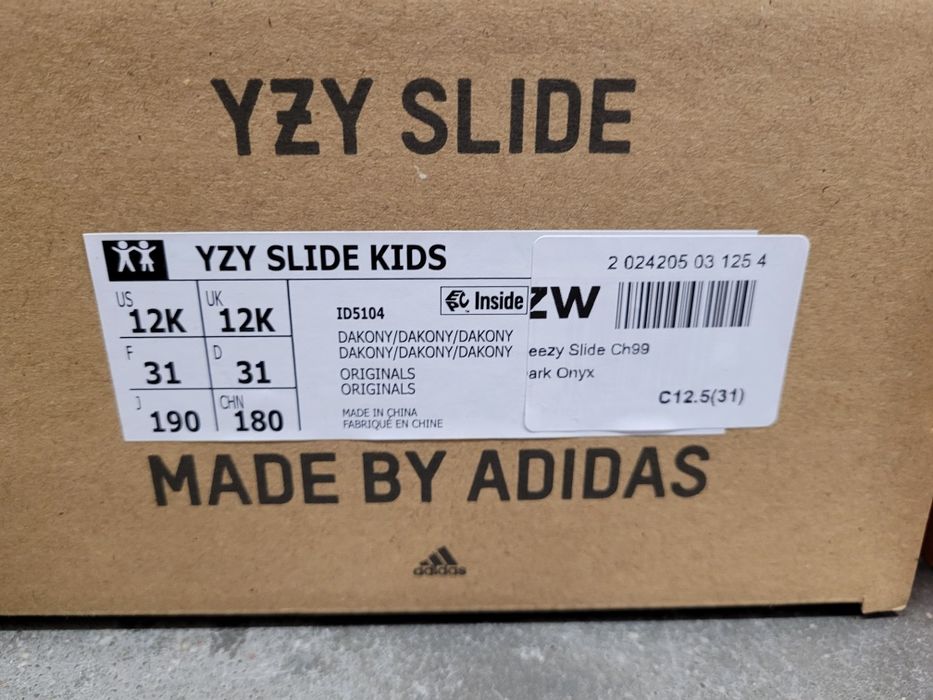 YZY SLIDE
YZY SLIDE KIDS
US 12K UK 12K
F 31 D 31
J 190 CHN 180
ID5104
Inside
DAKONY/DAKONY/DAKONY
DAKONY/DAKONY/DAKONY
ORIGINALS
ORIGINALS
MADE IN CHINA
FABRIQUÉ EN CHINE
2 024205 03 125 4
ZW
eezy Slide Ch99
ark Onyx
C12.5(31)
MADE BY ADIDAS
adidas